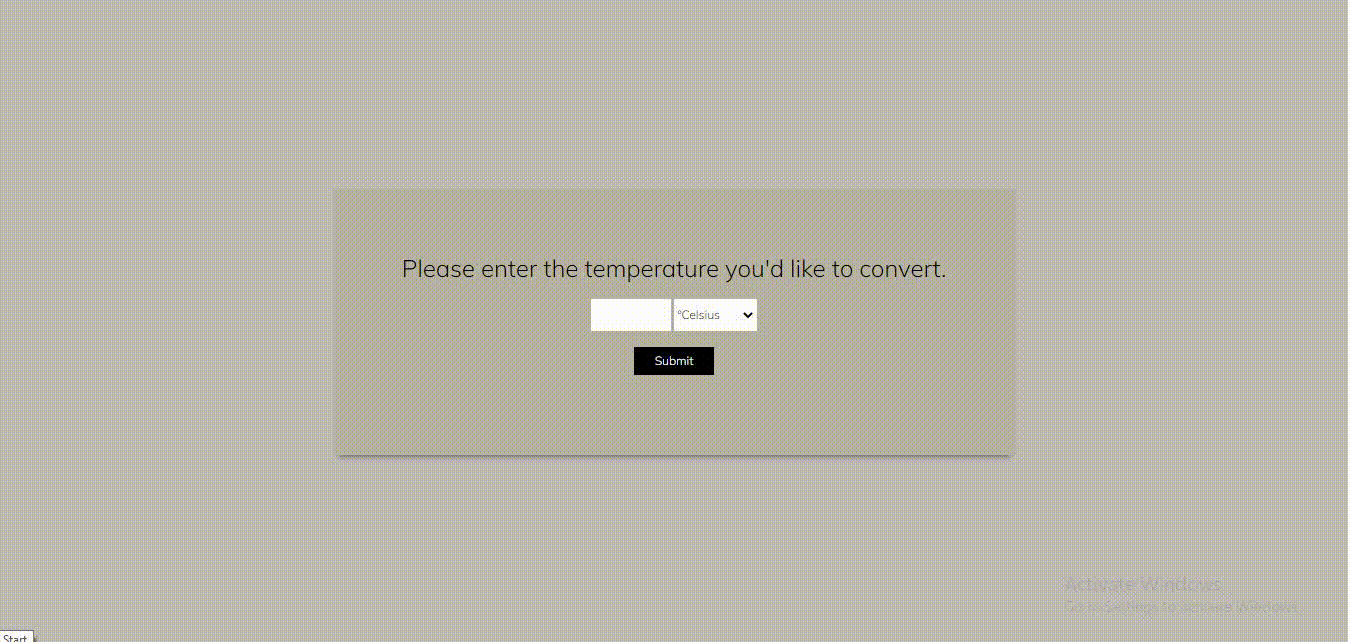 Please enter the temperature you'd like to convert.
°Celsius
Submit
Activate Windows
Go to Settings to activate Windows.
Start